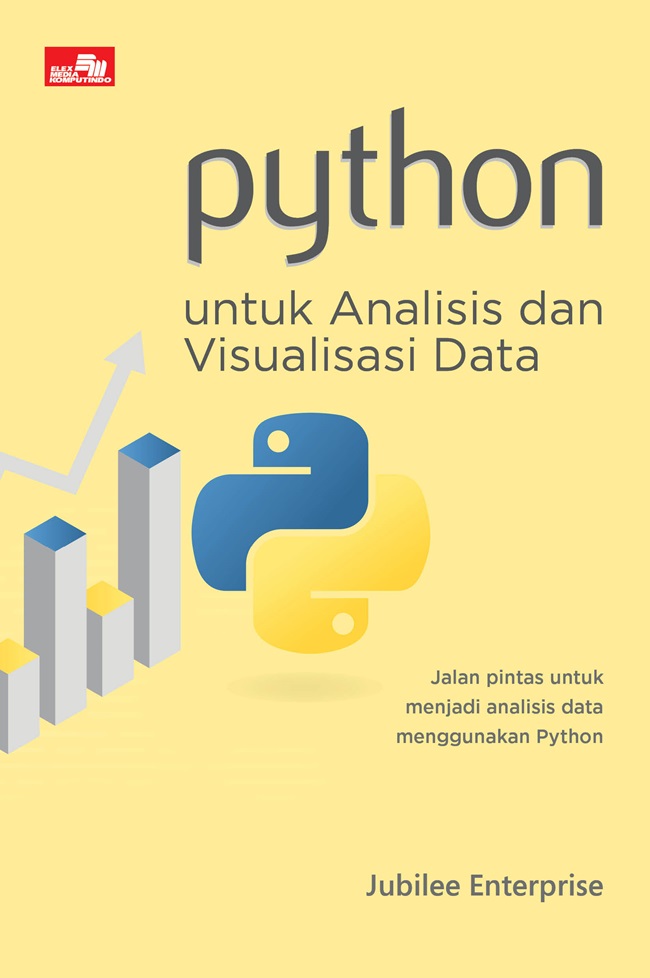 ELEX
MEDIA
KOMPUTINDO
python
untuk Analisis dan
Visualisasi Data
Jalan pintas untuk
menjadi analisis data
menggunakan Python
Jubilee Enterprise